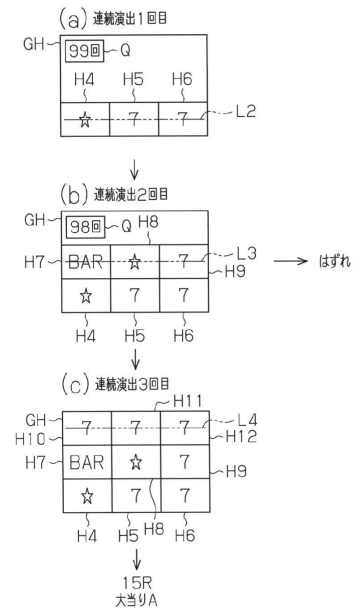 (a) 連続演出1回目
GH
99回 Q
H4 H5 H6
☆ 7 7 L2
(b) 連続演出2回目
GH
98回 Q H8
H7 BAR ☆ 7 L3
H9
はずれ
☆ 7 7
H4 H5 H6
(c) 連続演出3回目
H11
GH 7 7 7 L4
H10 H12
H7 BAR ☆ 7 H9
☆ 7 7
H8
H4 H5 H6
15R
大当りA